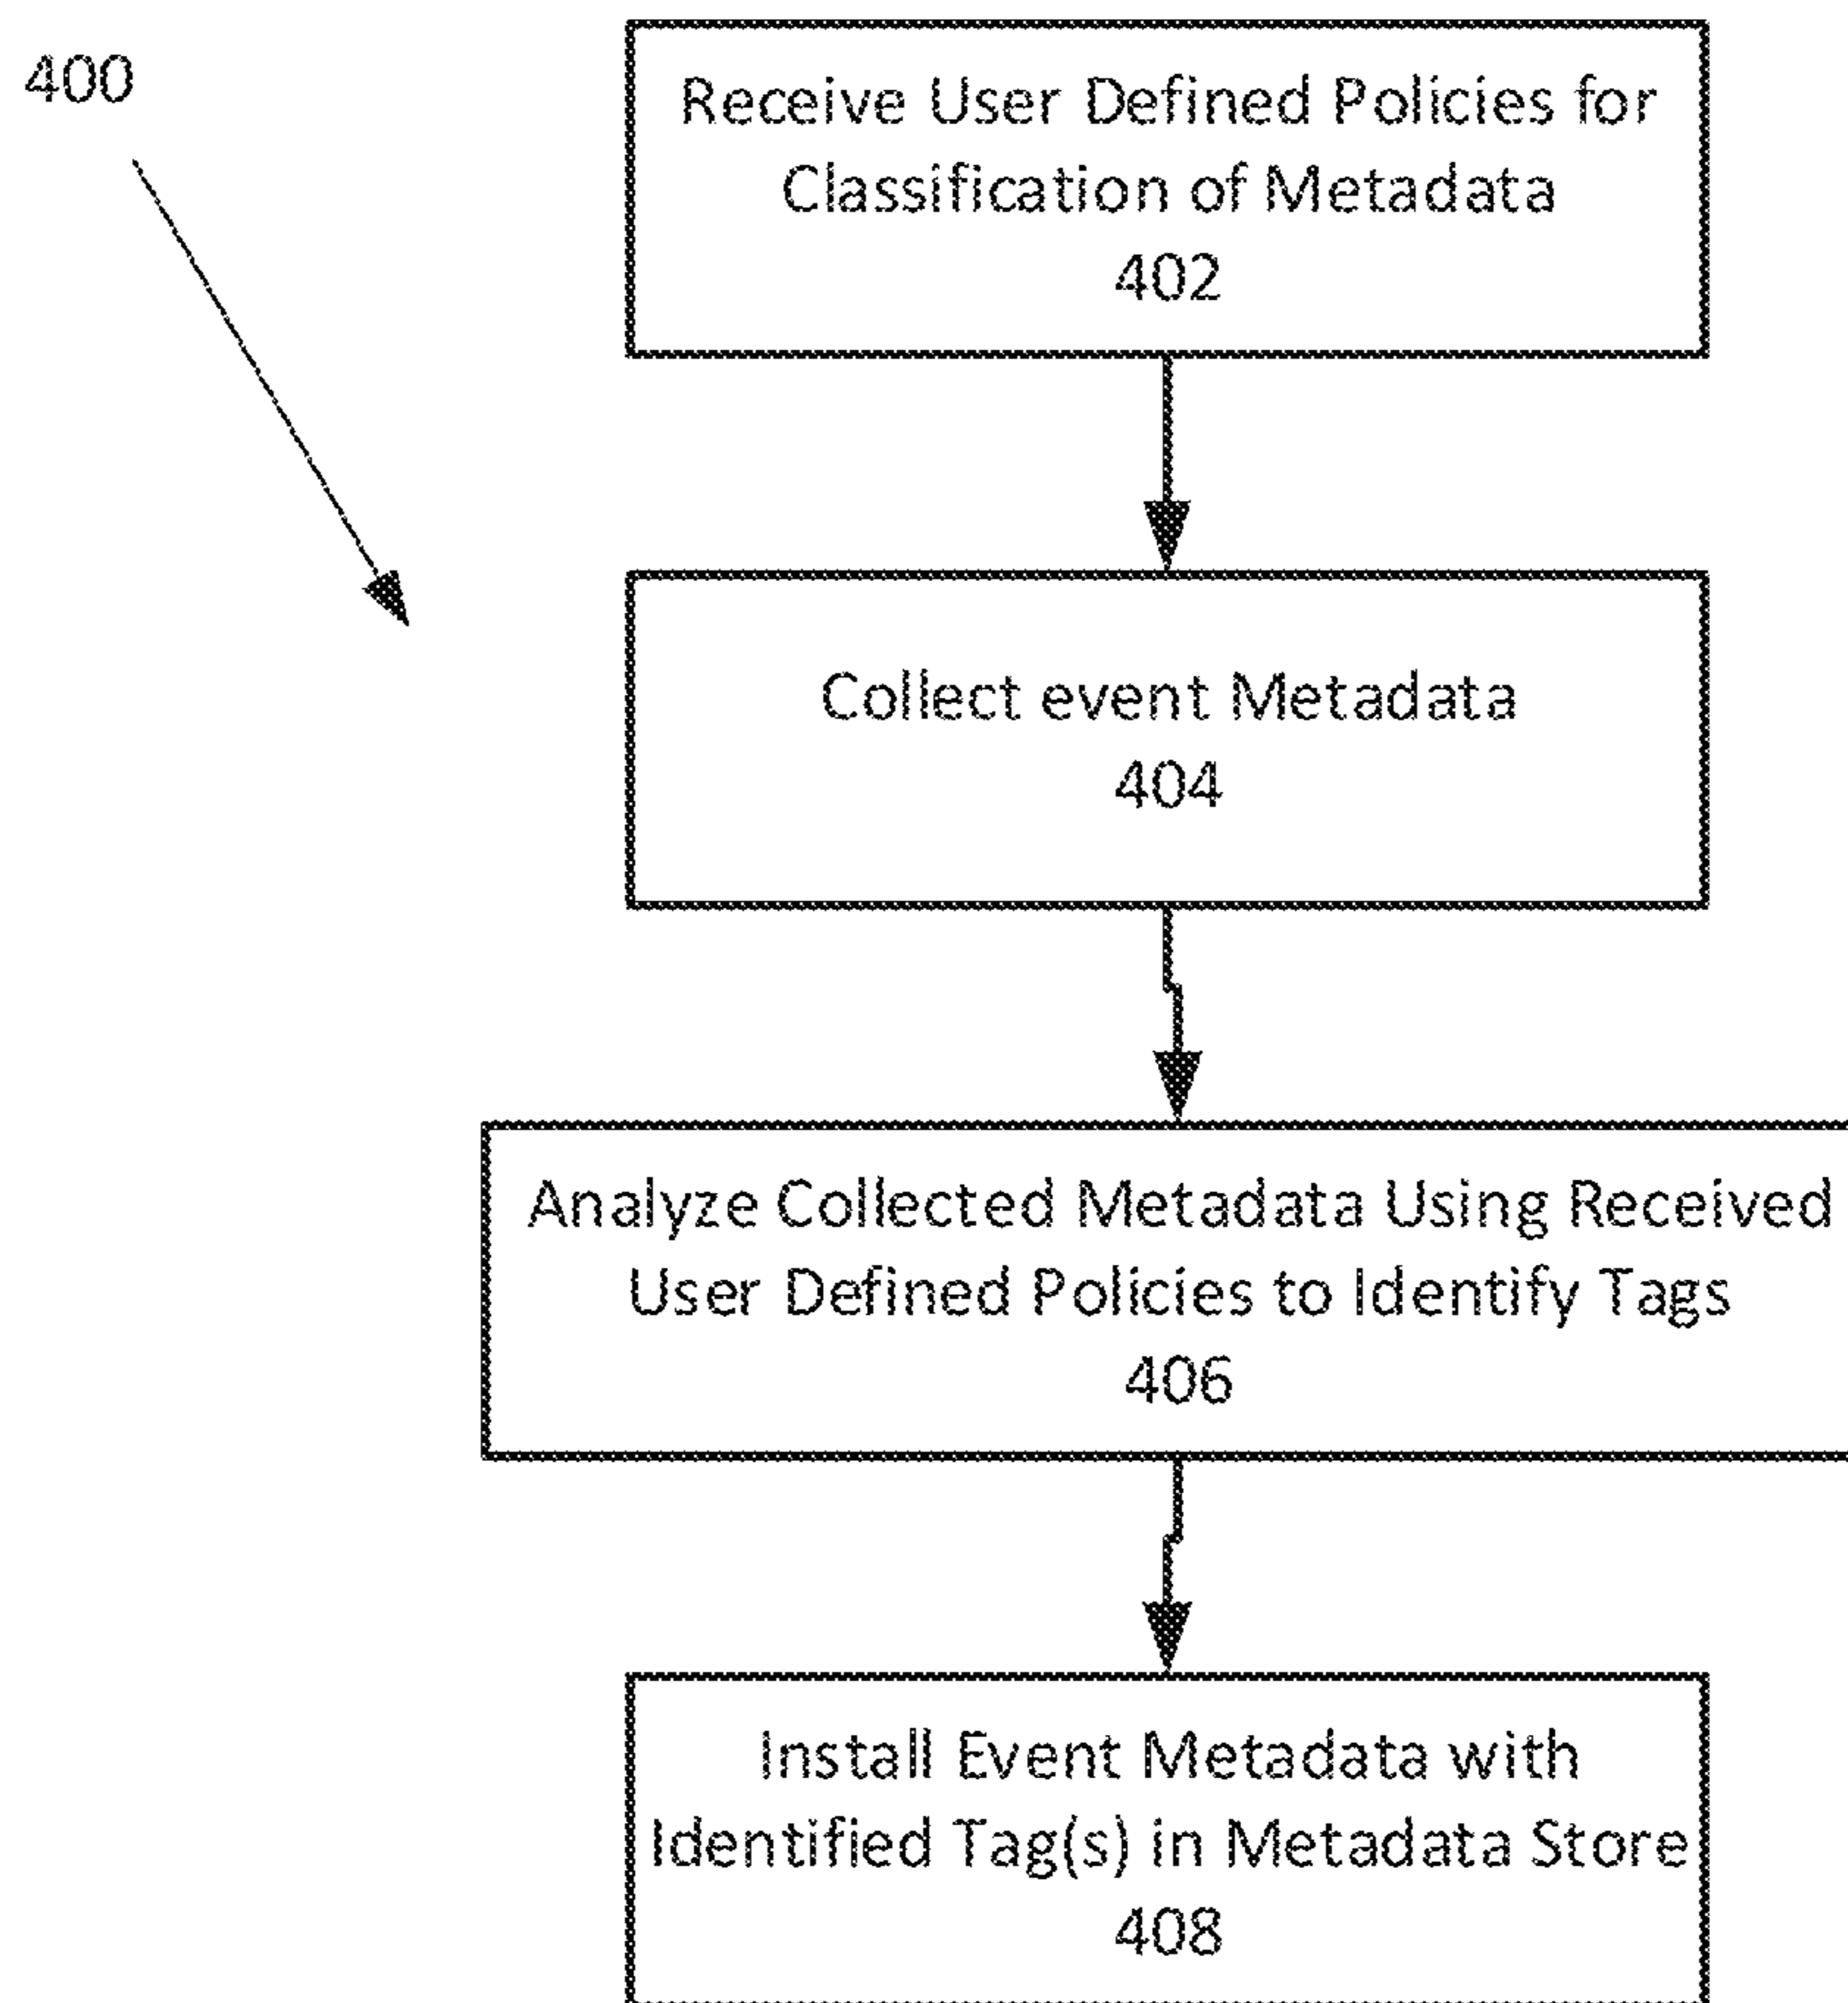 400
Receive User Defined Policies for
Classification of Metadata
402
Collect event Metadata
404
Analyze Collected Metadata Using Received
User Defined Policies to Identify Tags
406
Install Event Metadata with
Identified Tag(s) in Metadata Store
408